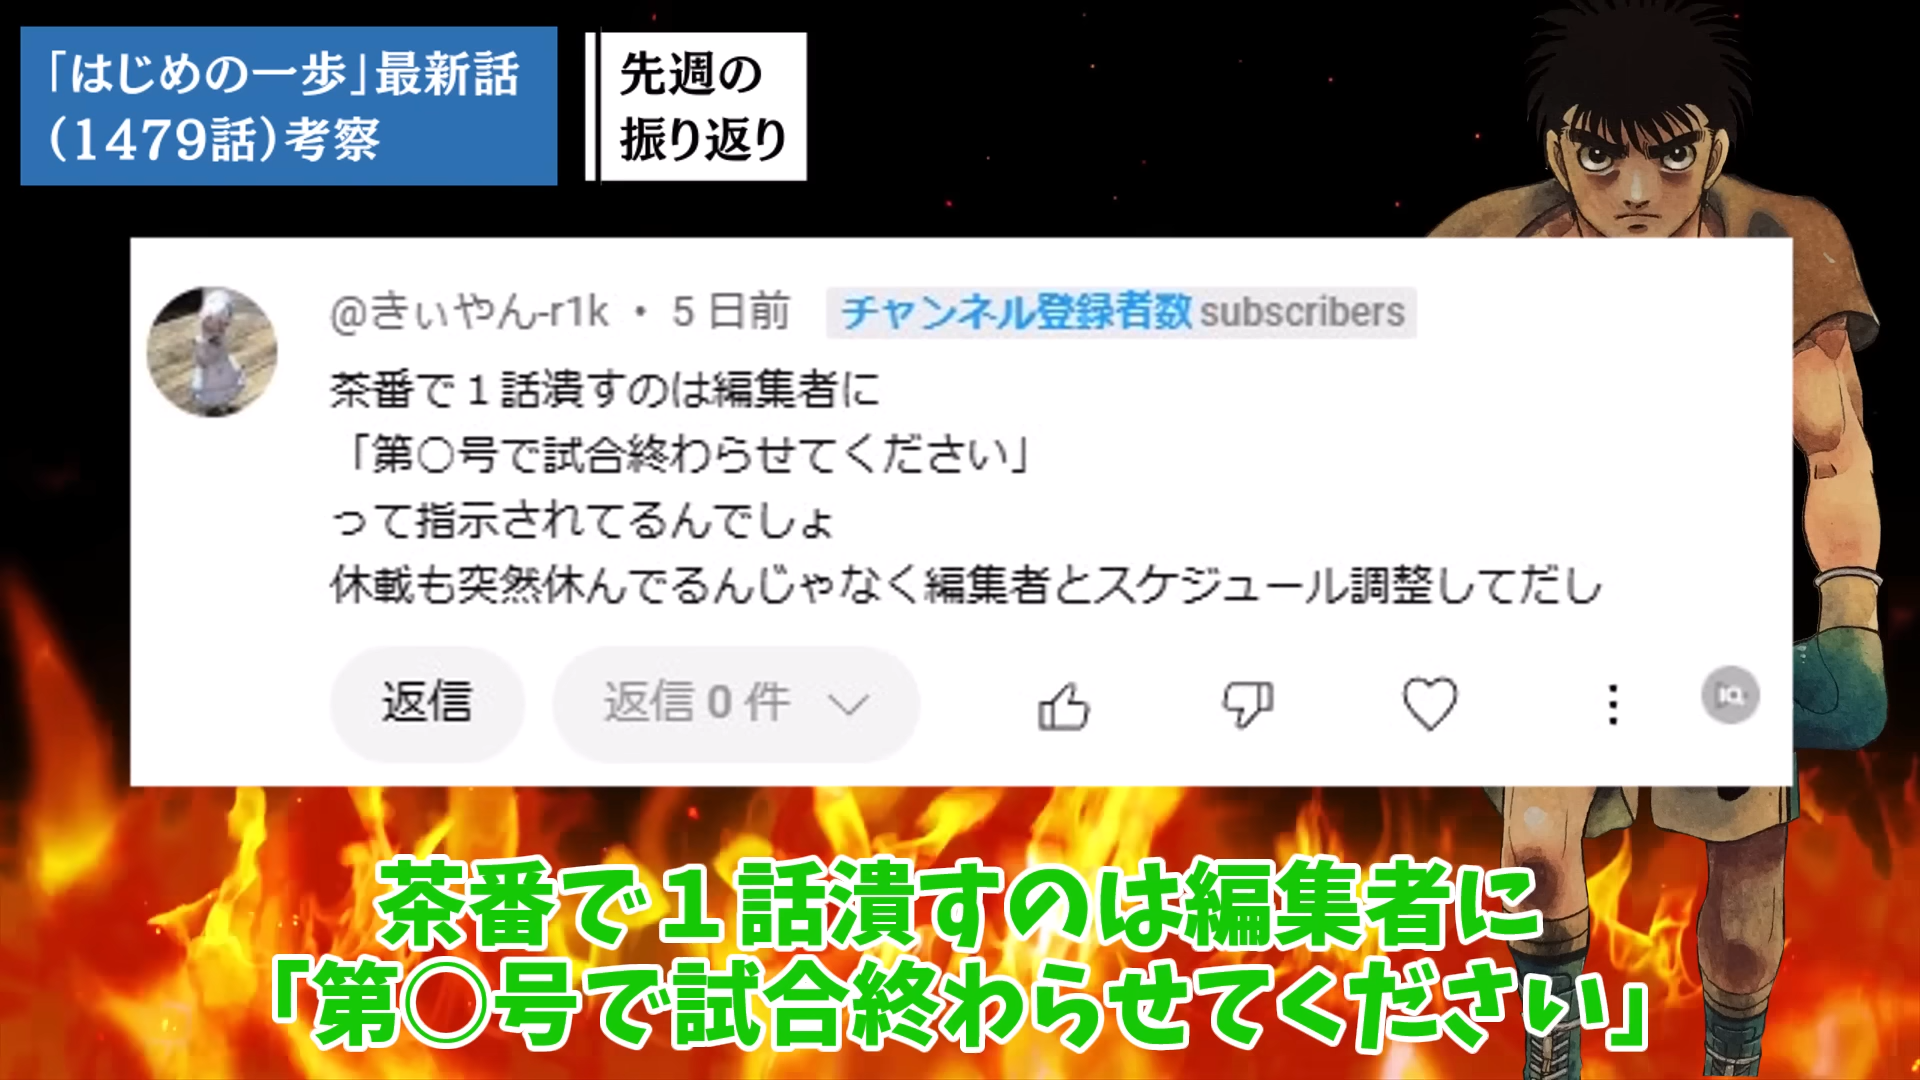 「はじめの一歩」最新話
(1479話)考察
先週の
振り返り
@きぃやん-r1k・5 日前 チャンネル登録者数 subscribers
茶番で１話潰すのは編集者に
「第〇号で試合終わらせてください」
って指示されてるんでしょ
休載も突然休んでるんじゃなく編集者とスケジュール調整してだし
返信 返信 0 件
茶番で１話潰すのは編集者に
「第〇号で試合終わらせてください」